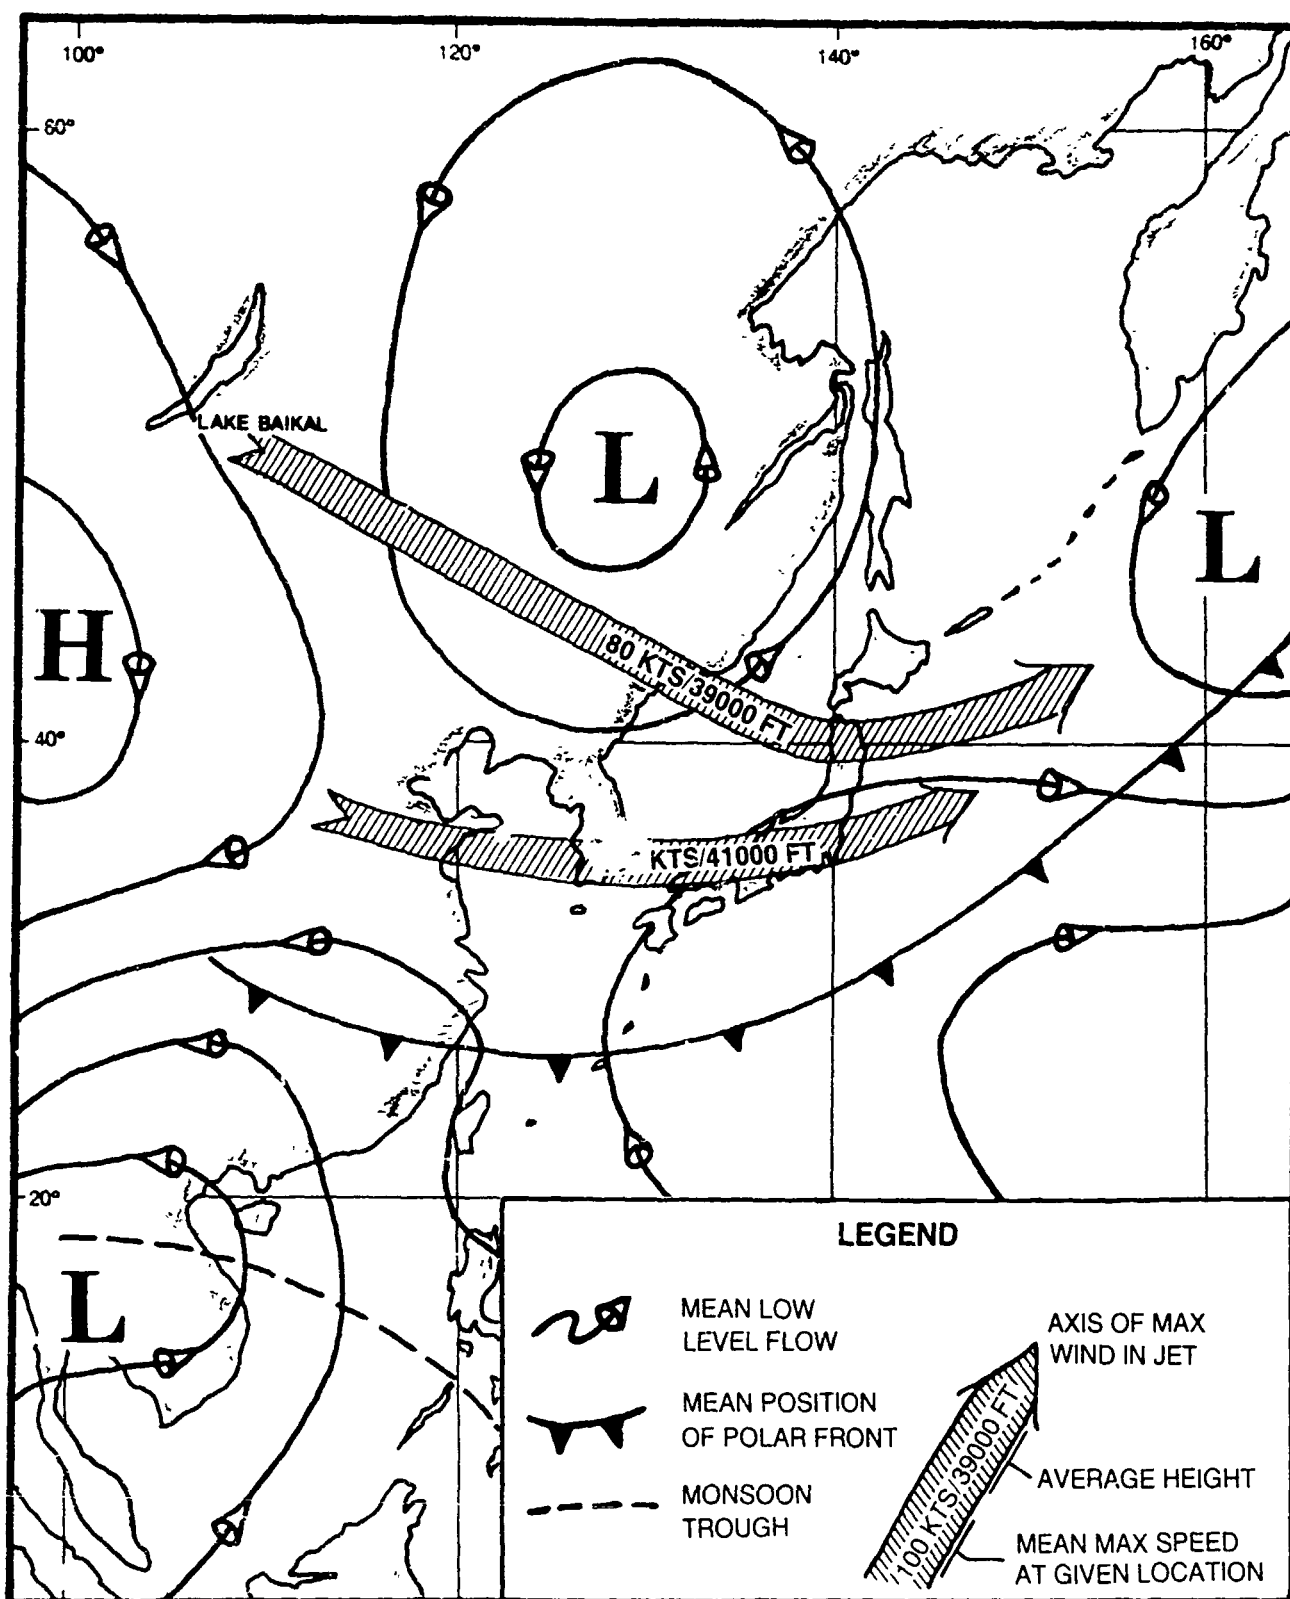 100°
120°
140°
160°
60°
LAKE BAIKAL
L
L
H
80 KTS/39000 FT
40°
KTS/41000 FT
20°
L
LEGEND
MEAN LOW
LEVEL FLOW
MEAN POSITION
OF POLAR FRONT
MONSOON
TROUGH
AXIS OF MAX
WIND IN JET
100 KTS/39000 FT
AVERAGE HEIGHT
MEAN MAX SPEED
AT GIVEN LOCATION